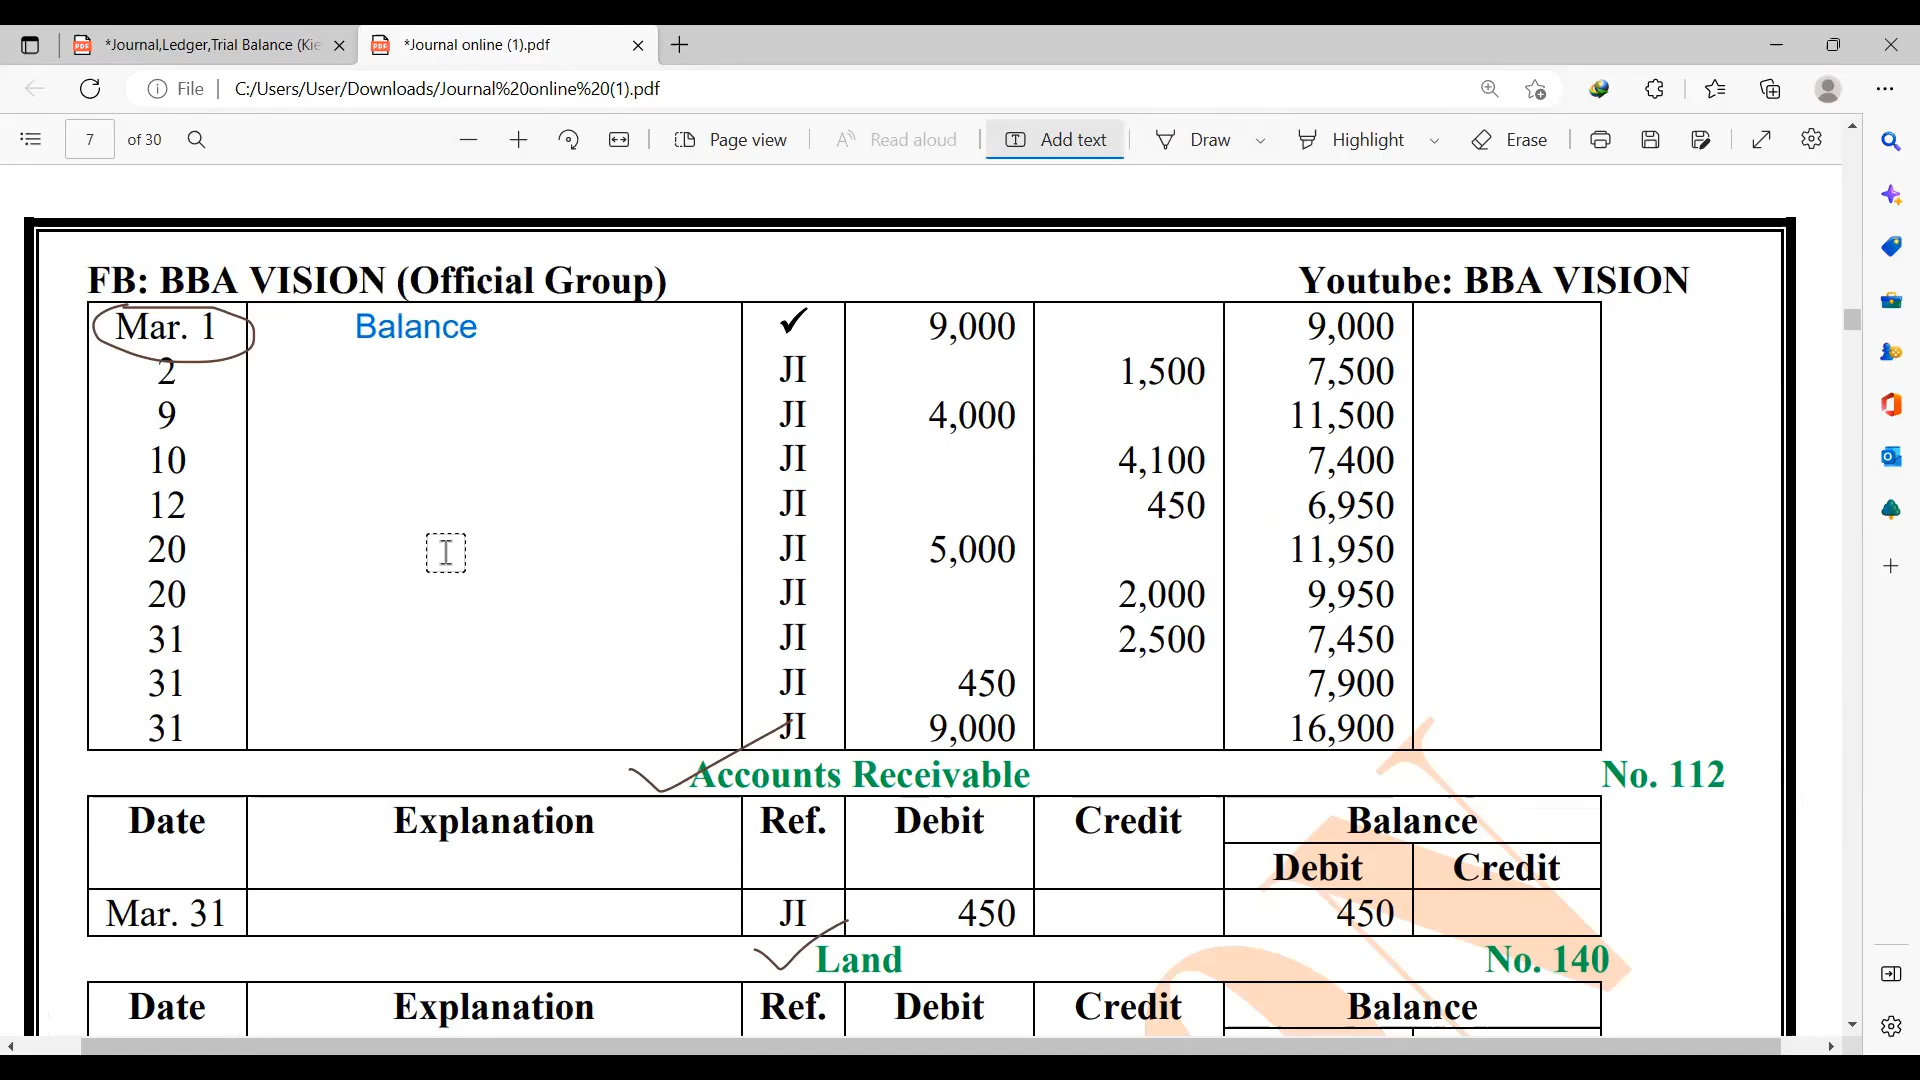 *Journal,Ledger,Trial Balance (Kie
*Journal online (1).pdf
File C:/Users/User/Downloads/Journal%20online%20(1).pdf
7 of 30 Page view Read aloud Add text Draw Highlight Erase
FB: BBA VISION (Official Group) Youtube: BBA VISION
Mar. 1 Balance ✓ 9,000 9,000
2 JI 1,500 7,500
9 JI 4,000 11,500
10 JI 4,100 7,400
12 JI 450 6,950
20 JI 5,000 11,950
20 JI 2,000 9,950
31 JI 2,500 7,450
31 JI 450 7,900
31 JI 9,000 16,900
Accounts Receivable No. 112
Date Explanation Ref. Debit Credit Balance
Debit Credit
Mar. 31 JI 450 450
Land No. 140
Date Explanation Ref. Debit Credit Balance